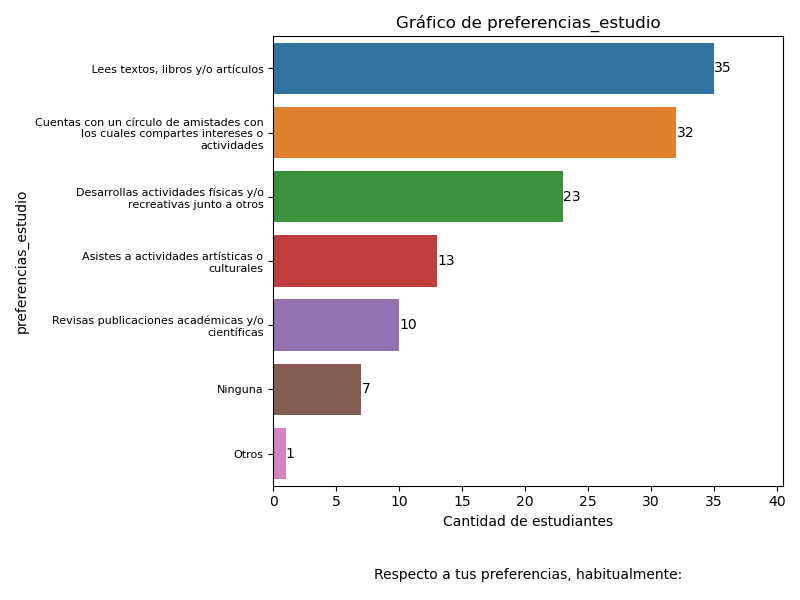 Gráfico de preferencias_estudio
preferencias_estudio
Lees textos, libros y/o artículos
35
Cuentas con un círculo de amistades con
los cuales compartes intereses o
actividades
32
Desarrollas actividades físicas y/o
recreativas junto a otros
23
Asistes a actividades artísticas o
culturales
13
Revisas publicaciones académicas y/o
científicas
10
Ninguna
7
Otros
1
0 5 10 15 20 25 30 35 40
Cantidad de estudiantes
Respecto a tus preferencias, habitualmente: